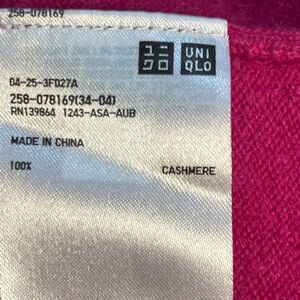 258-078169
ユニ UNI
クロ QLO
04-25-3F027A
258-078169(34-04)
RN139864 1243-ASA-AUB
MADE IN CHINA
100% CASHMERE